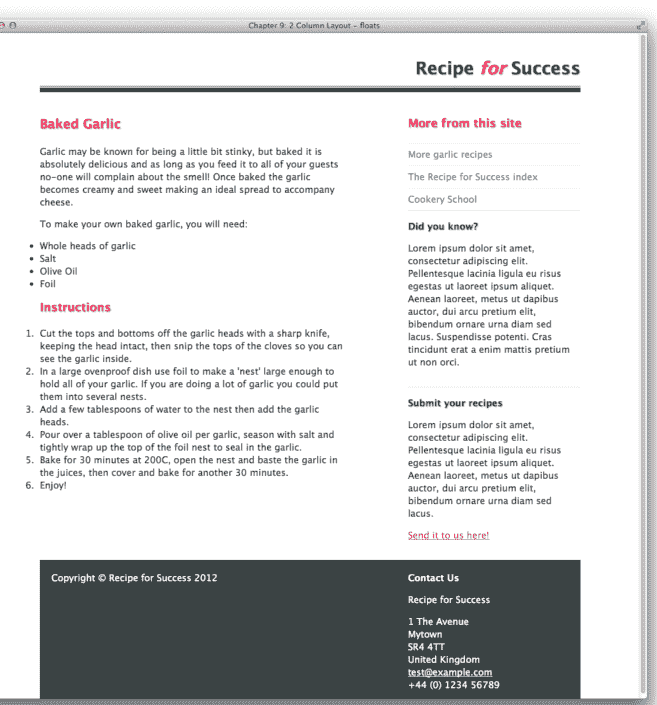 Chapter 9: 2 Column Layout – floats
Recipe for Success
Baked Garlic
Garlic may be known for being a little bit stinky, but baked it is
absolutely delicious and as long as you feed it to all of your guests
no-one will complain about the smell! Once baked the garlic
becomes creamy and sweet making an ideal spread to accompany
cheese.
To make your own baked garlic, you will need:
• Whole heads of garlic
• Salt
• Olive Oil
• Foil
Instructions
1. Cut the tops and bottoms off the garlic heads with a sharp knife,
keeping the head intact, then snip the tops of the cloves so you can
see the garlic inside.
2. In a large ovenproof dish use foil to make a 'nest' large enough to
hold all of your garlic. If you are doing a lot of garlic you could put
them into several nests.
3. Add a few tablespoons of water to the nest then add the garlic
heads.
4. Pour over a tablespoon of olive oil per garlic, season with salt and
tightly wrap up the top of the foil nest to seal in the garlic.
5. Bake for 30 minutes at 200C, open the nest and baste the garlic in
the juices, then cover and bake for another 30 minutes.
6. Enjoy!
More from this site
More garlic recipes
The Recipe for Success index
Cookery School
Did you know?
Lorem ipsum dolor sit amet,
consectetur adipiscing elit.
Pellentesque lacinia ligula eu risus
egestas ut laoreet ipsum aliquet.
Aenean laoreet, metus ut dapibus
auctor, dui arcu pretium elit,
bibendum ornare urna diam sed
lacus. Suspendisse potenti. Cras
tincidunt erat a enim mattis pretium
ut non orci.
Submit your recipes
Lorem ipsum dolor sit amet,
consectetur adipiscing elit.
Pellentesque lacinia ligula eu risus
egestas ut laoreet ipsum aliquet.
Aenean laoreet, metus ut dapibus
auctor, dui arcu pretium elit,
bibendum ornare urna diam sed
lacus.
Send it to us here!
Copyright © Recipe for Success 2012
Contact Us
Recipe for Success
1 The Avenue
Mytown
SR4 4TT
United Kingdom
test@example.com
+44 (0) 1234 56789